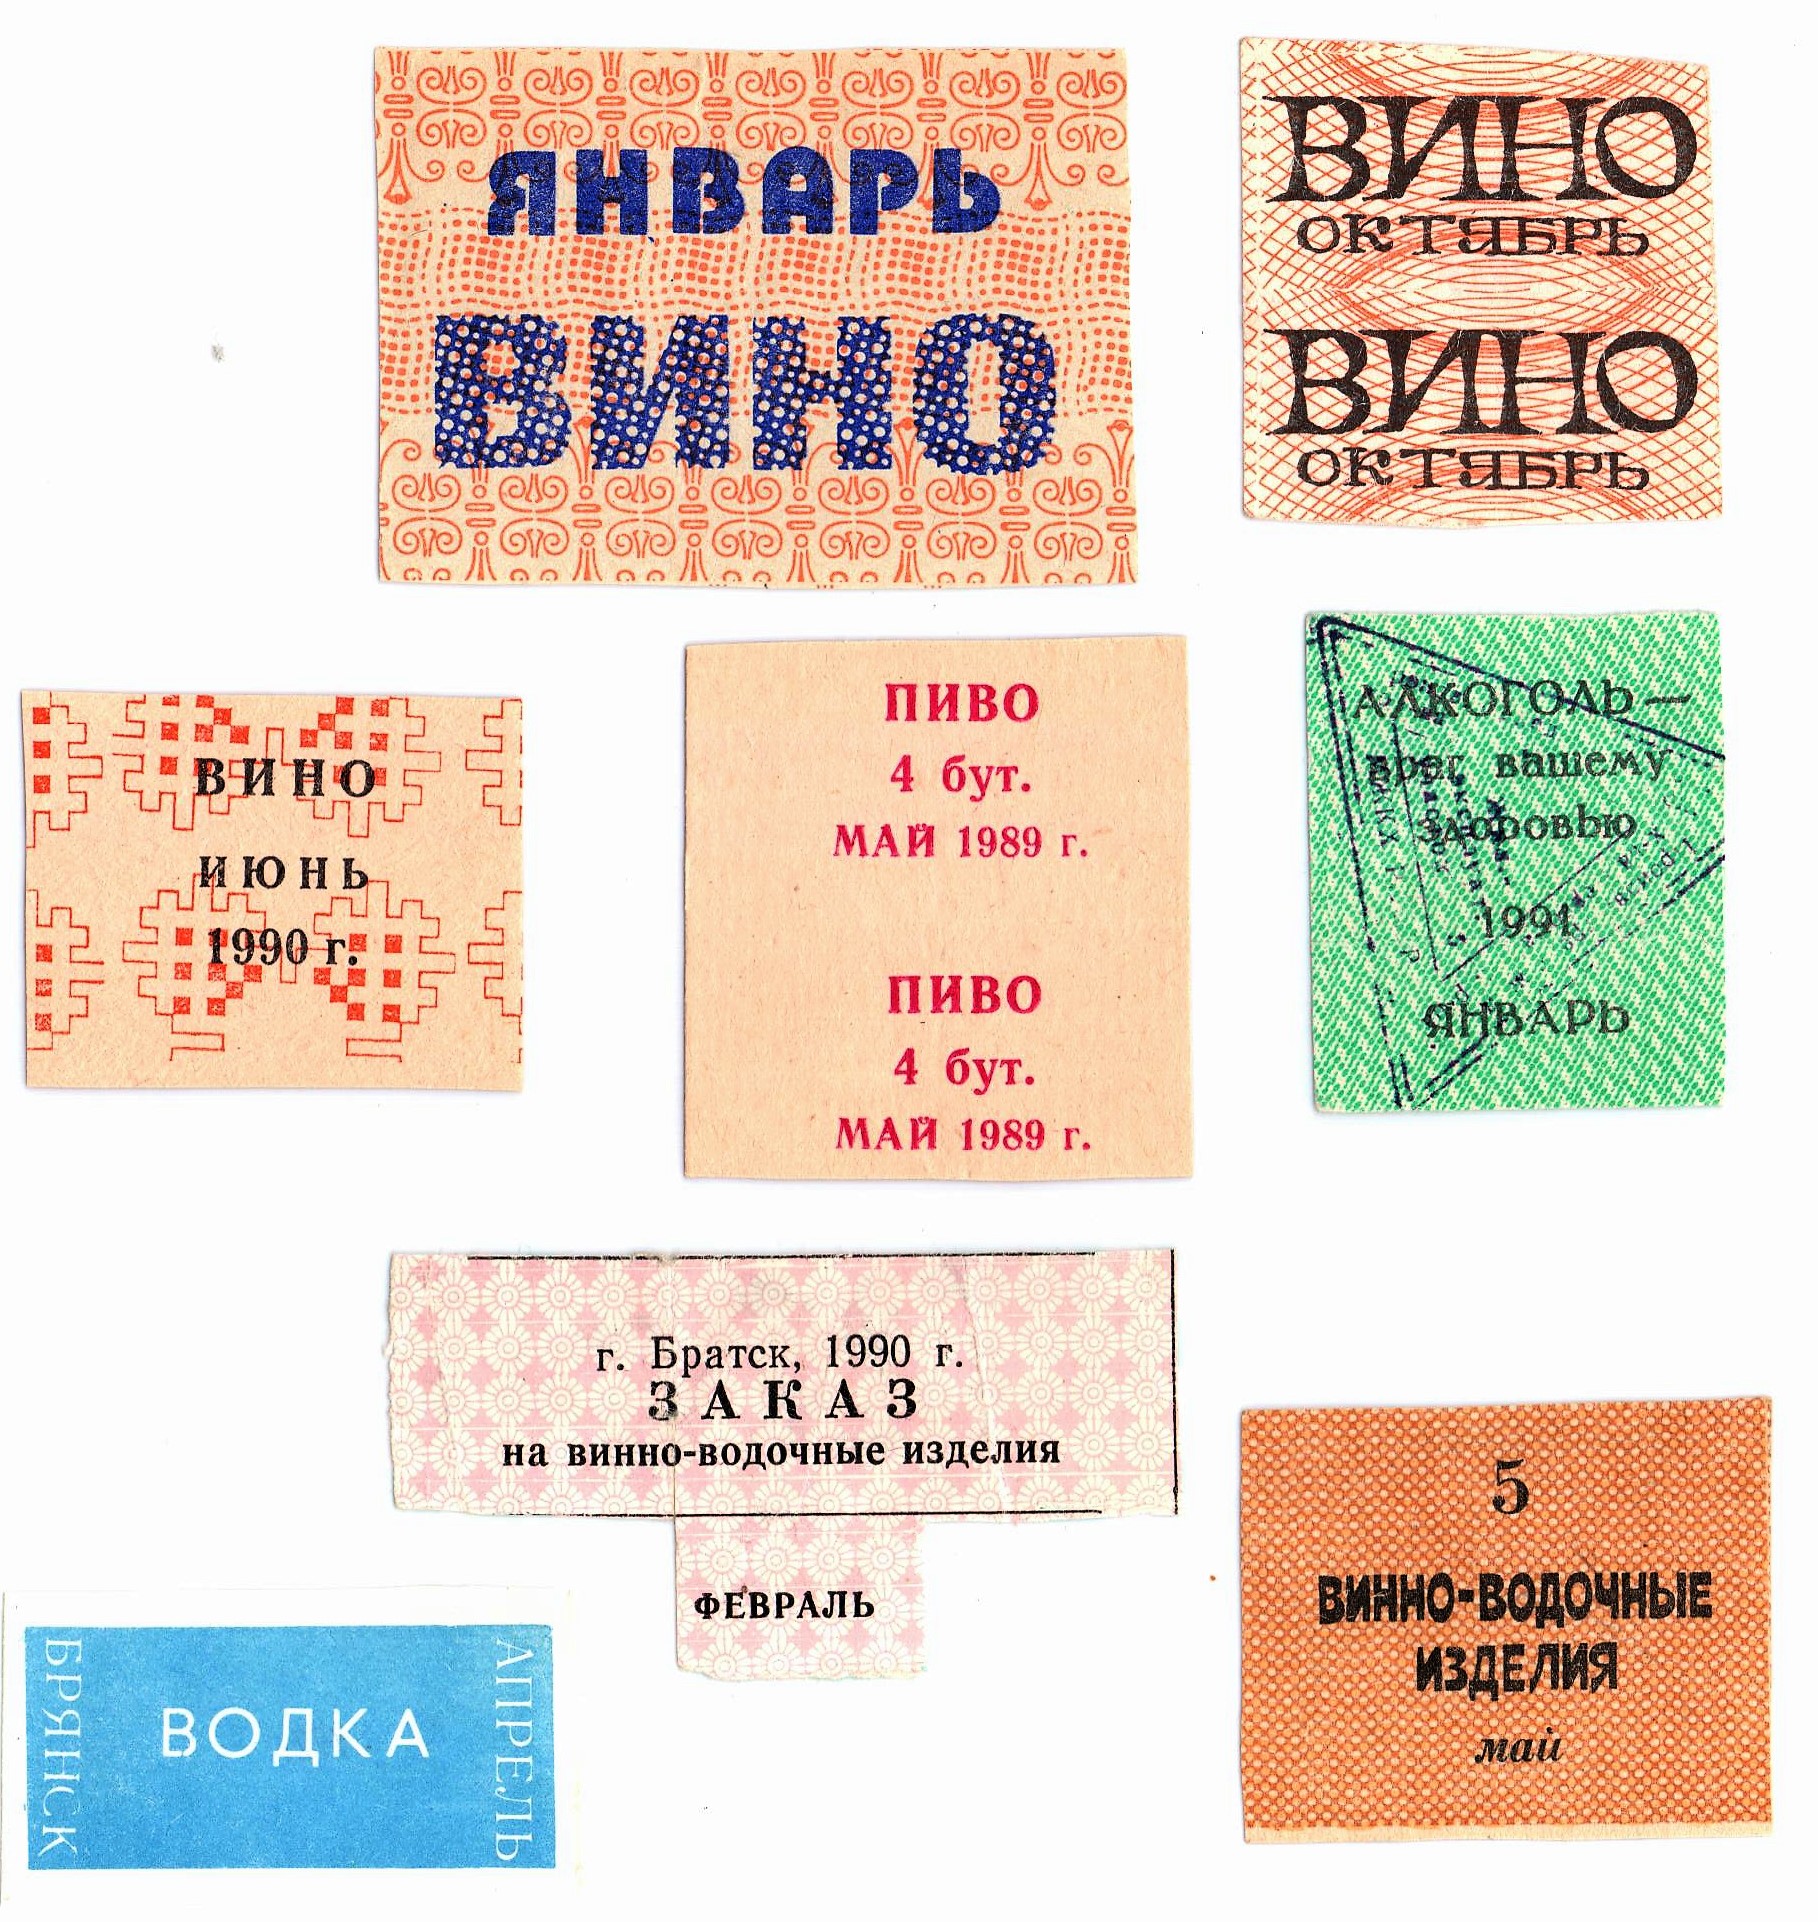 ЯНВАРЬ
ВИНО
ВИНО
ОКТЯБРЬ
ВИНО
ОКТЯБРЬ
ВИНО
ИЮНЬ
1990 г.
ПИВО
4 бут.
МАЙ 1989 г.
ПИВО
4 бут.
МАЙ 1989 г.
АЛКОГОЛЬ —
враг вашему
здоровью
1991
ЯНВАРЬ
г. Братск, 1990 г.
ЗАКАЗ
на винно-водочные изделия
ФЕВРАЛЬ
БРЯНСК
ВОДКА
АПРЕЛЬ
5
ВИННО-ВОДОЧНЫЕ
ИЗДЕЛИЯ
май